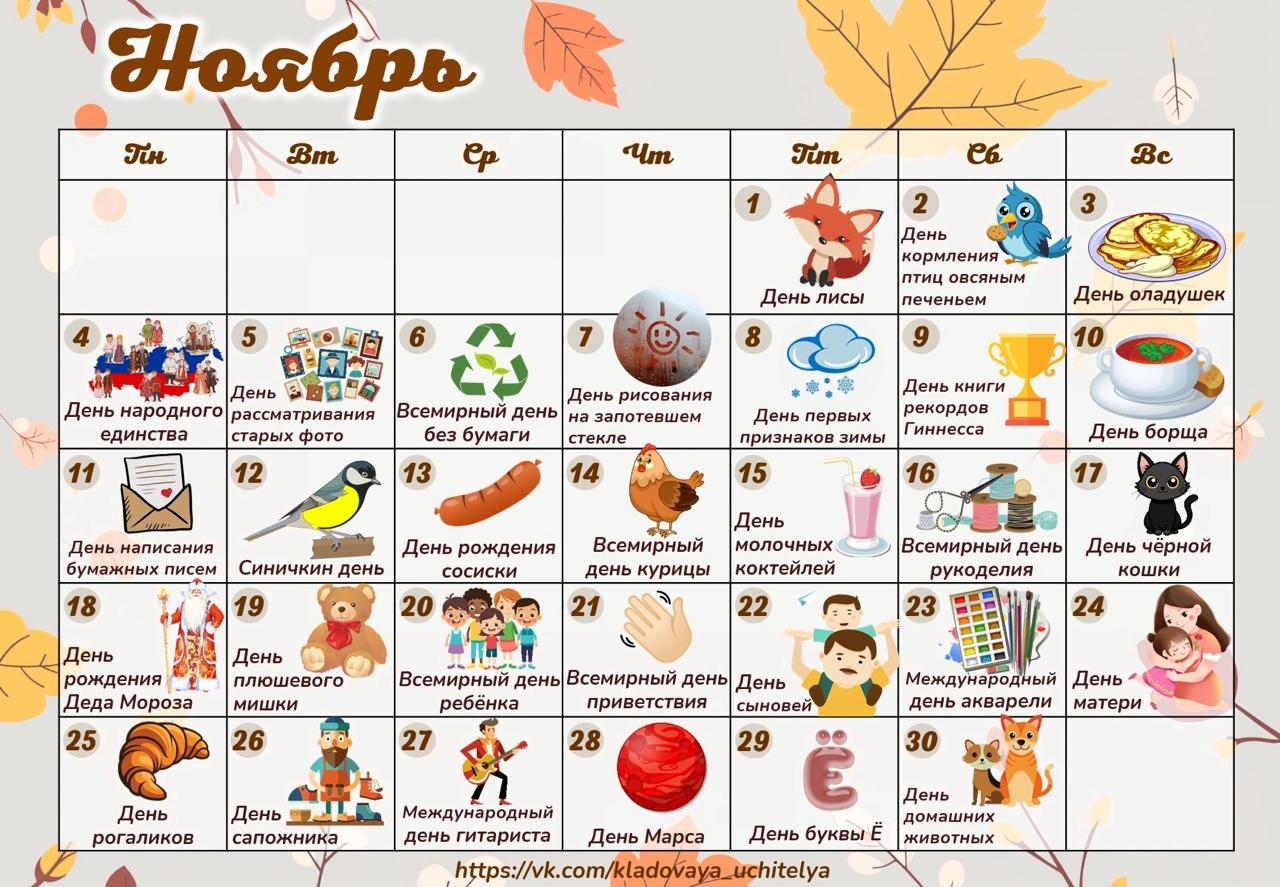 Ноябрь
Пн Вт Ср Чт Пт Сб Вс
1
День лисы
2
День
кормления
птиц овсяным
печеньем
3
День оладушек
4
День народного
единства
5
День
рассматривания
старых фото
6
Всемирный день
без бумаги
7
День рисования
на запотевшем
стекле
8
День первых
признаков зимы
9
День книги
рекордов
Гиннесса
10
День борща
11
День написания
бумажных писем
12
Синичкин день
13
День рождения
сосиски
14
Всемирный
день курицы
15
День
молочных
коктейлей
16
Всемирный день
рукоделия
17
День чёрной
кошки
18
День
рождения
Деда Мороза
19
День
плюшевого
мишки
20
Всемирный день
ребёнка
21
Всемирный день
приветствия
22
День
сыновей
23
Международный
день акварели
24
День
матери
25
День
рогаликов
26
День
сапожника
27
Международный
день гитариста
28
День Марса
29
Ё
День буквы Ё
30
День
домашних
животных
https://vk.com/kladovaya_uchitelya